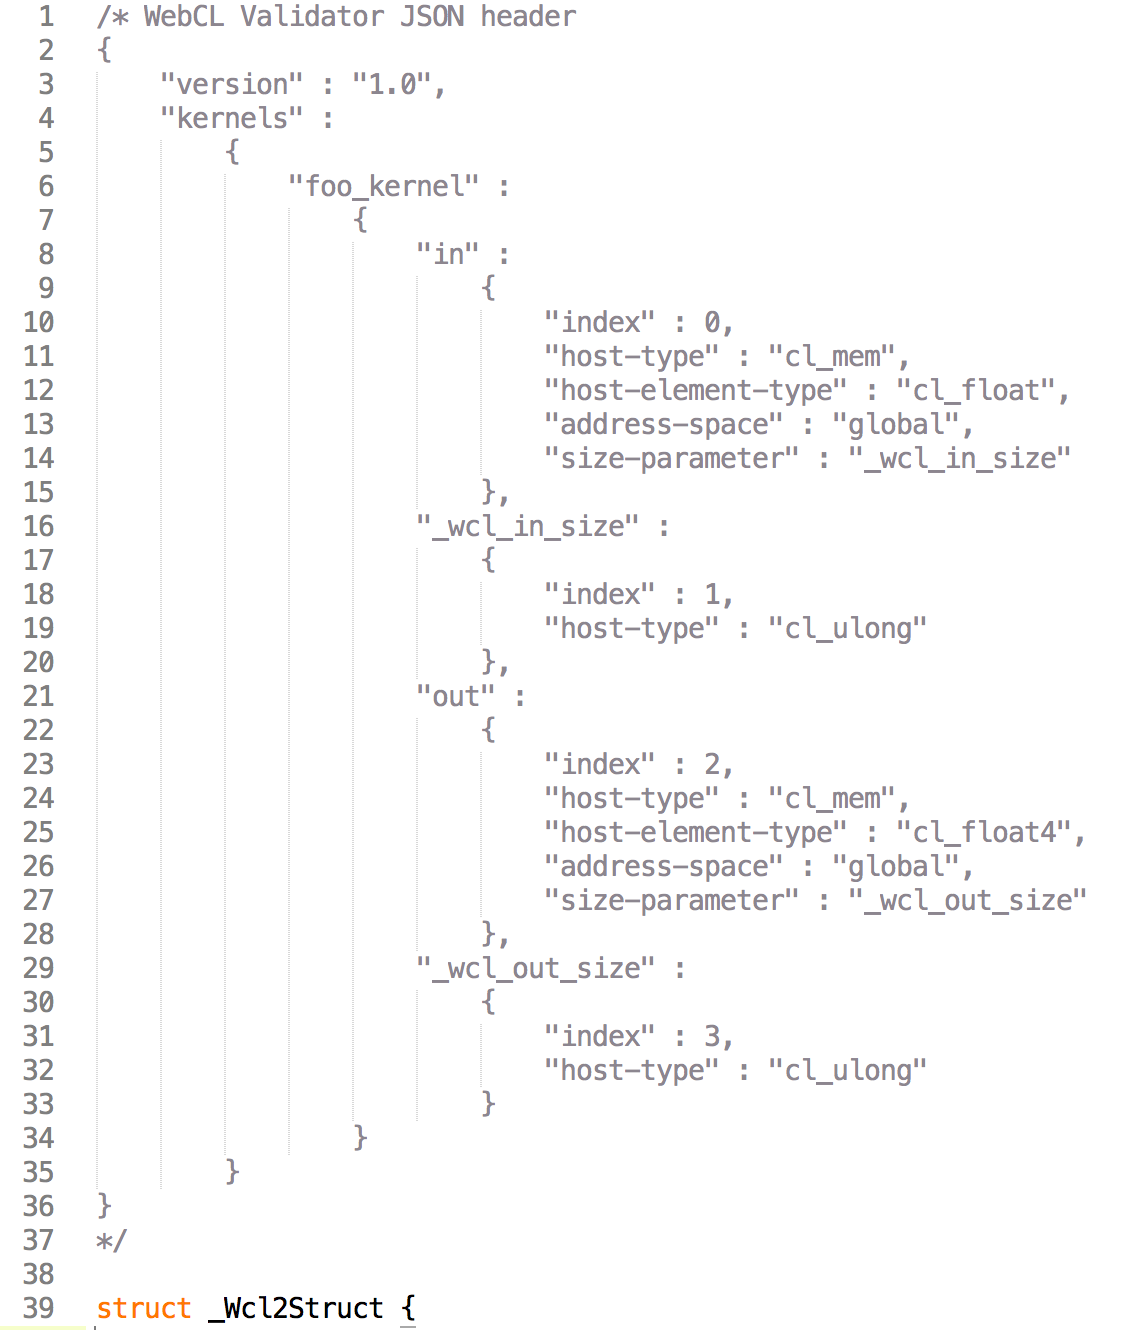 1 /* WebCL Validator JSON header
2 {
3     "version" : "1.0",
4     "kernels" :
5         {
6             "foo_kernel" :
7                 {
8                     "in" :
9                         {
10                             "index" : 0,
11                             "host-type" : "cl_mem",
12                             "host-element-type" : "cl_float",
13                             "address-space" : "global",
14                             "size-parameter" : "_wcl_in_size"
15                         },
16                     "_wcl_in_size" :
17                         {
18                             "index" : 1,
19                             "host-type" : "cl_ulong"
20                         },
21                     "out" :
22                         {
23                             "index" : 2,
24                             "host-type" : "cl_mem",
25                             "host-element-type" : "cl_float4",
26                             "address-space" : "global",
27                             "size-parameter" : "_wcl_out_size"
28                         },
29                     "_wcl_out_size" :
30                         {
31                             "index" : 3,
32                             "host-type" : "cl_ulong"
33                         }
34                 }
35         }
36 }
37 */
38
39 struct _Wcl2Struct {